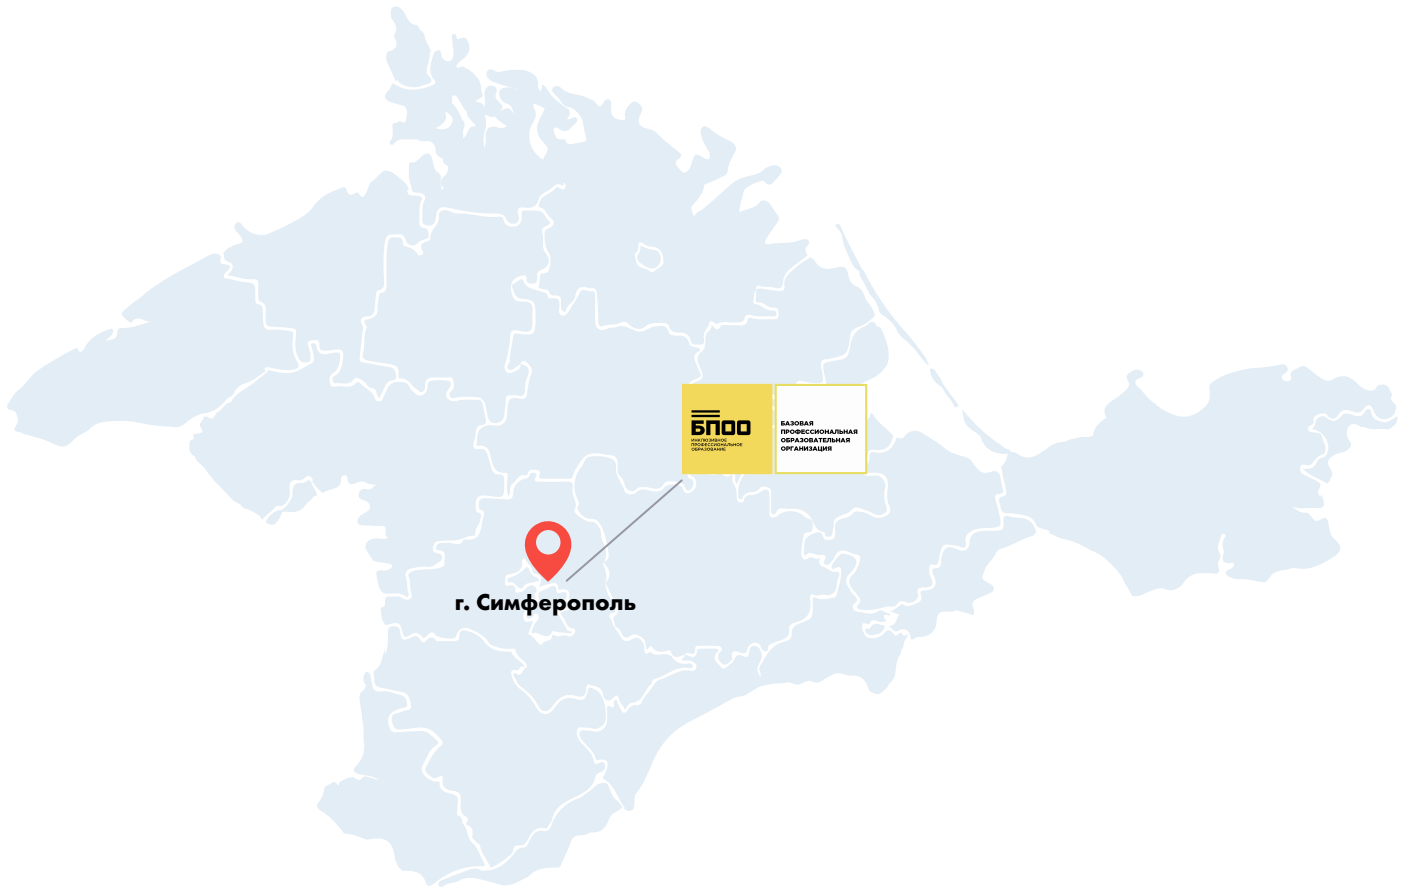 БПОО
ИНКЛЮЗИВНОЕ
ПРОФЕССИОНАЛЬНОЕ
ОБРАЗОВАНИЕ
БАЗОВАЯ
ПРОФЕССИОНАЛЬНАЯ
ОБРАЗОВАТЕЛЬНАЯ
ОРГАНИЗАЦИЯ
г. Симферополь